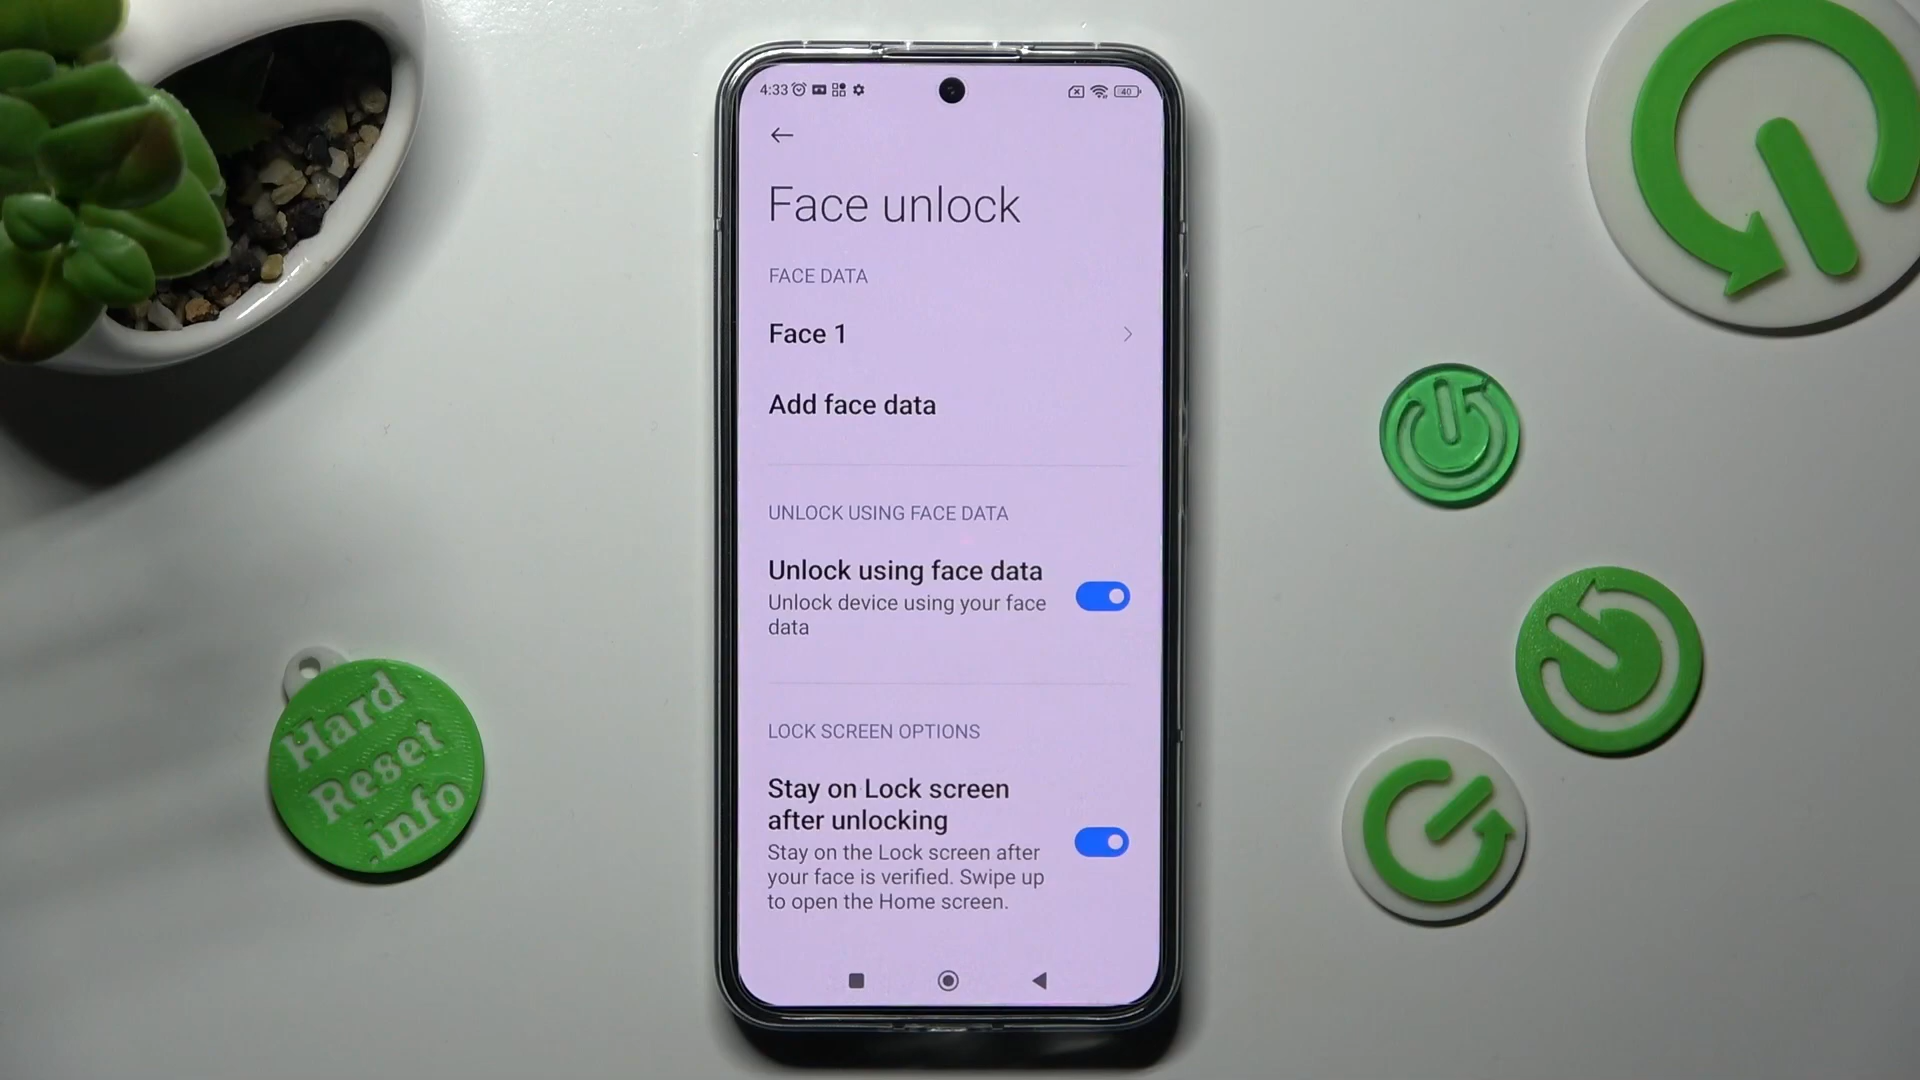 4:33
40
Face unlock
FACE DATA
Face 1
Add face data
UNLOCK USING FACE DATA
Unlock using face data
Unlock device using your face
data
LOCK SCREEN OPTIONS
Stay on Lock screen
after unlocking
Stay on the Lock screen after
your face is verified. Swipe up
to open the Home screen.
Hard
Reset
.info